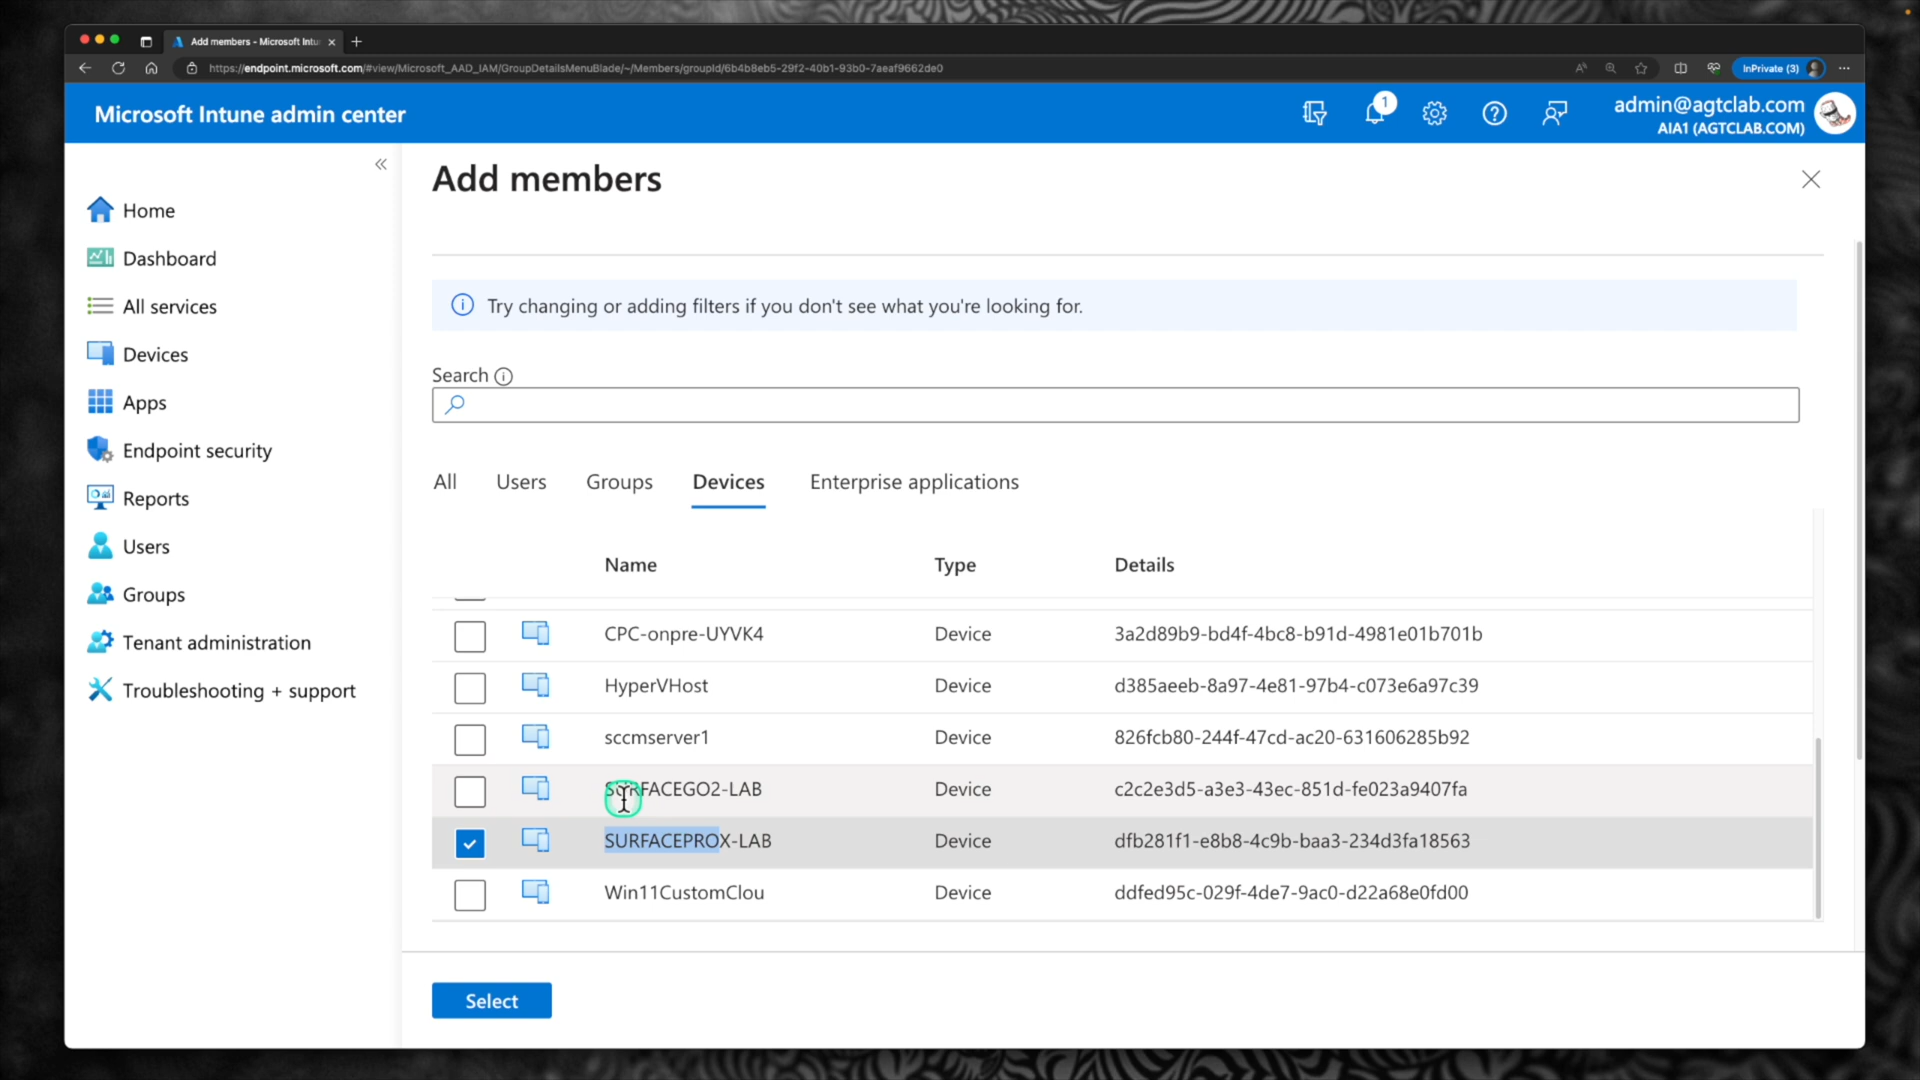 Add members - Microsoft Intu
https://endpoint.microsoft.com/#view/Microsoft_AAD_IAM/GroupDetailsMenuBlade/~/Members/groupId/6b4b8eb5-29f2-40b1-93b0-7aeaf9662de0
InPrivate (3)
Microsoft Intune admin center
1
admin@agtclab.com
AIA1 (AGTCLAB.COM)
Home
Dashboard
All services
Devices
Apps
Endpoint security
Reports
Users
Groups
Tenant administration
Troubleshooting + support
Add members
Try changing or adding filters if you don't see what you're looking for.
Search
All Users Groups Devices Enterprise applications
Name Type Details
CPC-onpre-UYVK4 Device 3a2d89b9-bd4f-4bc8-b91d-4981e01b701b
HyperVHost Device d385aeeb-8a97-4e81-97b4-c073e6a97c39
sccmserver1 Device 826fcb80-244f-47cd-ac20-631606285b92
SURFACEGO2-LAB Device c2c2e3d5-a3e3-43ec-851d-fe023a9407fa
SURFACEPROX-LAB Device dfb281f1-e8b8-4c9b-baa3-234d3fa18563
Win11CustomClou Device ddfed95c-029f-4de7-9ac0-d22a68e0fd00
Select